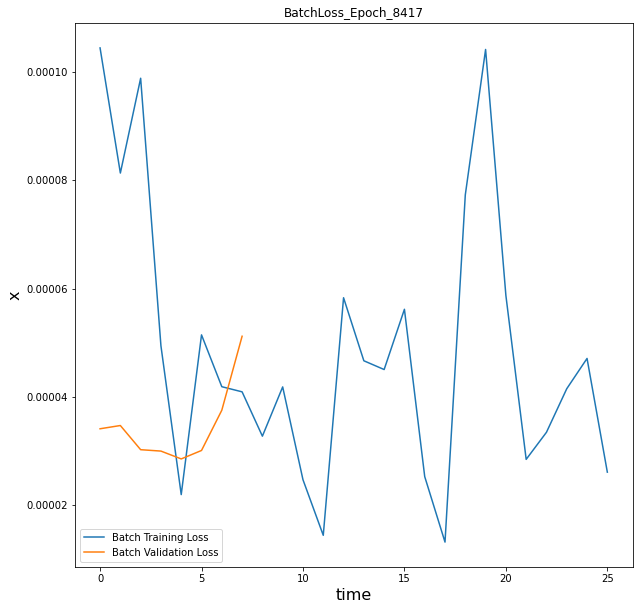 BatchLoss_Epoch_8417
0.00010
0.00008
0.00006
0.00004
0.00002
x
Batch Training Loss
Batch Validation Loss
0 5 10 15 20 25
time